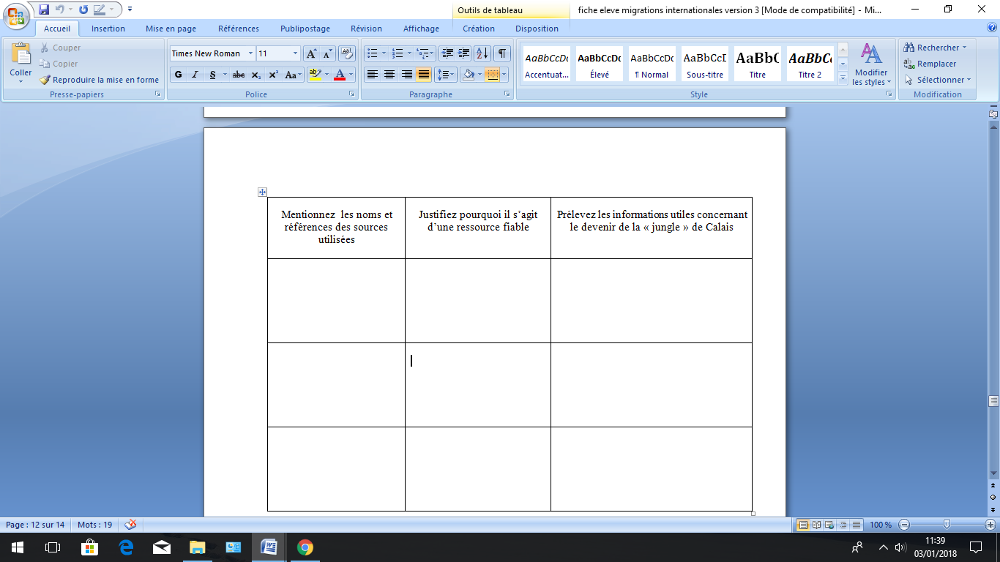 Outils de tableau
fiche eleve migrations internationales version 3 [Mode de compatibilité] - Mi...
Accueil Insertion Mise en page Références Publipostage Révision Affichage Création Disposition
Coller
Couper
Copier
Reproduire la mise en forme
Presse-papiers
Times New Roman 11
G I S abc x₂ x² Aa ab A
Police
Paragraphe
AaBbCcDc AaBbCcDc AaBbCcDc AaBbCcI AaBbC AaBbCc
Accentuat... Élevé ¶ Normal Sous-titre Titre Titre 2
Modifier
les styles
Style
Rechercher
Remplacer
Sélectionner
Modification
Mentionnez les noms et
références des sources
utilisées
Justifiez pourquoi il s’agit
d’une ressource fiable
Prélevez les informations utiles concernant
le devenir de la « jungle » de Calais
Page : 12 sur 14 Mots : 19 100 %
11:39
03/01/2018